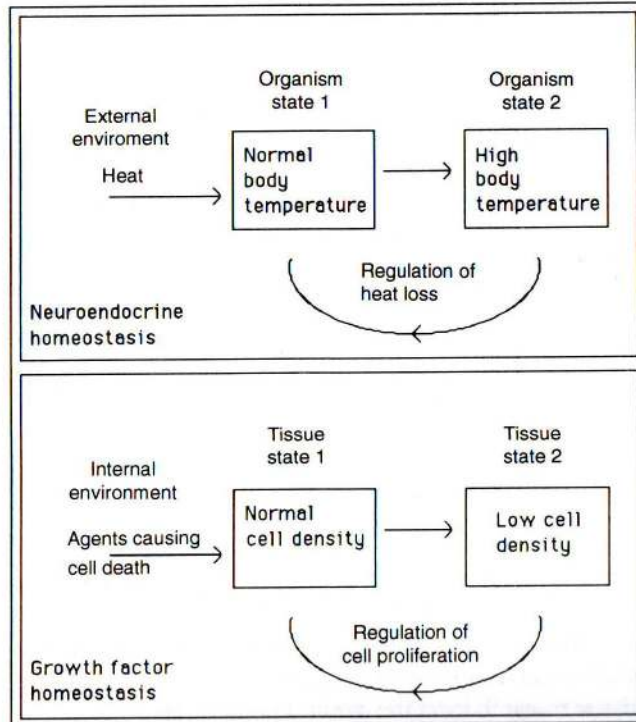 Organism
state 1
Organism
state 2
External
enviroment
Heat
Normal
body
temperature
High
body
temperature
Regulation of
heat loss
Neuroendocrine
homeostasis
Tissue
state 1
Tissue
state 2
Internal
environment
Agents causing
cell death
Normal
cell density
Low cell
density
Regulation of
cell proliferation
Growth factor
homeostasis